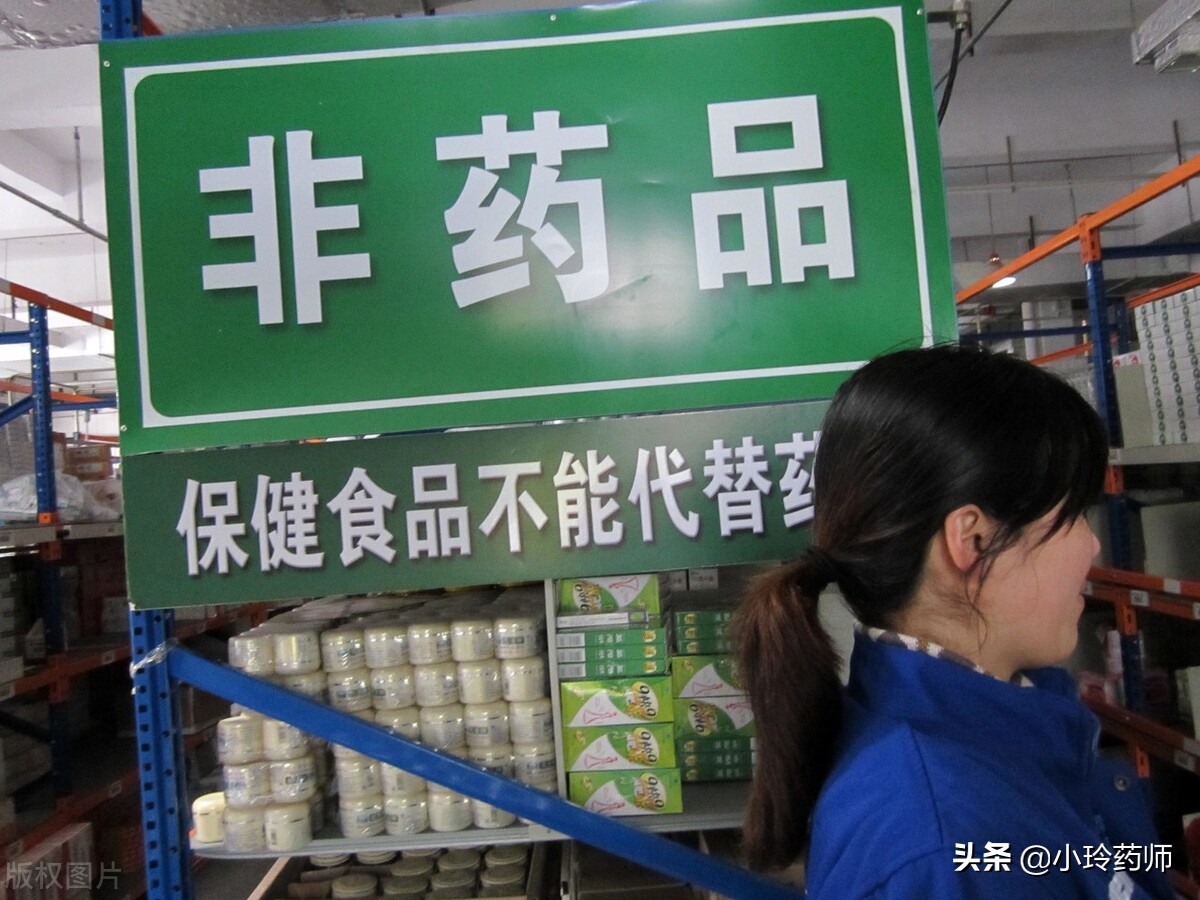 非药品
保健食品不能代替药
头条 @小玲药师
版权图片